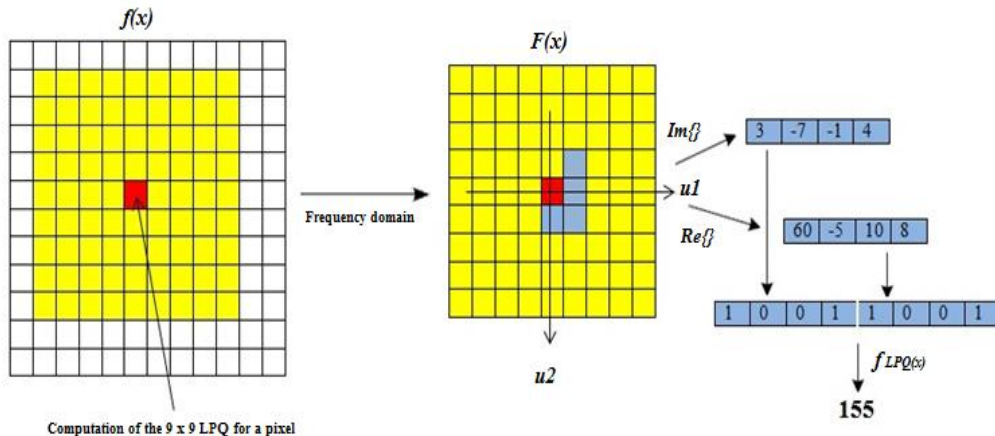 f(x)
F(x)
Im{}
3 -7 -1 4
u1
Frequency domain
Re{}
60 -5 10 8
1 0 0 1 1 0 0 1
f LPQ(x)
u2
155
Computation of the 9 x 9 LPQ for a pixel